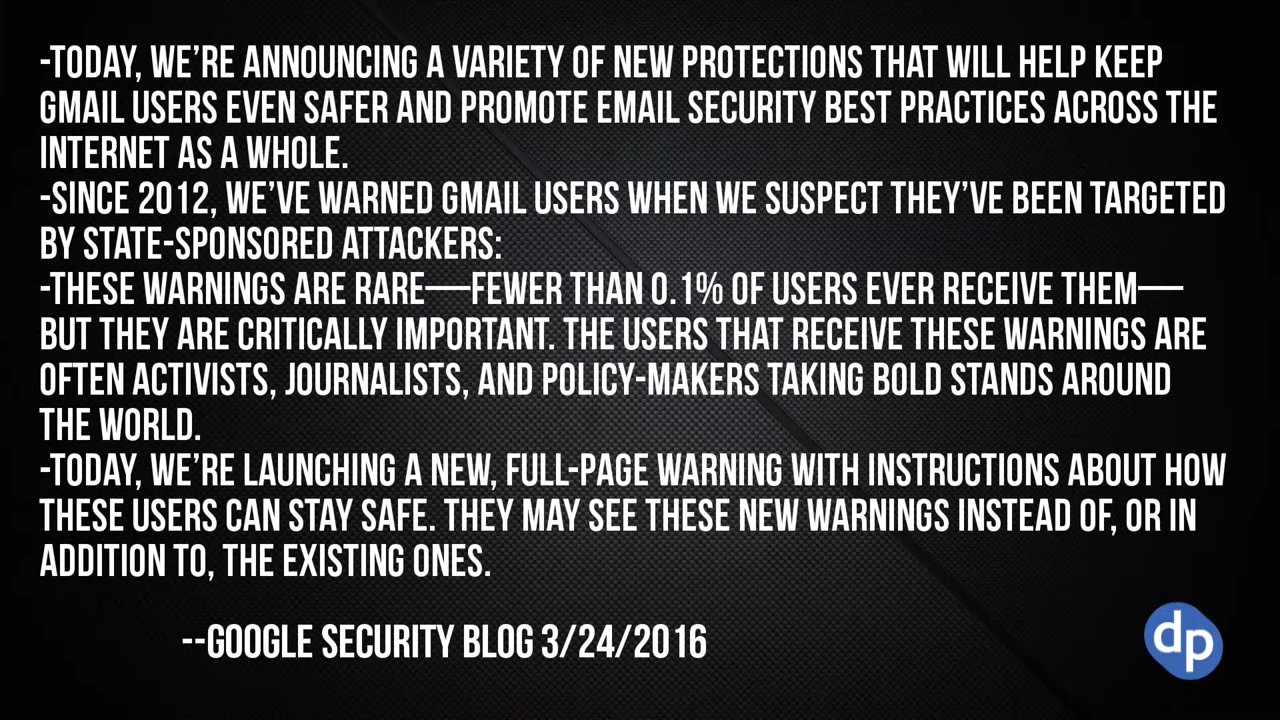 -TODAY, WE'RE ANNOUNCING A VARIETY OF NEW PROTECTIONS THAT WILL HELP KEEP
GMAIL USERS EVEN SAFER AND PROMOTE EMAIL SECURITY BEST PRACTICES ACROSS THE
INTERNET AS A WHOLE.
-SINCE 2012, WE'VE WARNED GMAIL USERS WHEN WE SUSPECT THEY'VE BEEN TARGETED
BY STATE-SPONSORED ATTACKERS:
-THESE WARNINGS ARE RARE—FEWER THAN 0.1% OF USERS EVER RECEIVE THEM—
BUT THEY ARE CRITICALLY IMPORTANT. THE USERS THAT RECEIVE THESE WARNINGS ARE
OFTEN ACTIVISTS, JOURNALISTS, AND POLICY-MAKERS TAKING BOLD STANDS AROUND
THE WORLD.
-TODAY, WE'RE LAUNCHING A NEW, FULL-PAGE WARNING WITH INSTRUCTIONS ABOUT HOW
THESE USERS CAN STAY SAFE. THEY MAY SEE THESE NEW WARNINGS INSTEAD OF, OR IN
ADDITION TO, THE EXISTING ONES.
--GOOGLE SECURITY BLOG 3/24/2016
dp